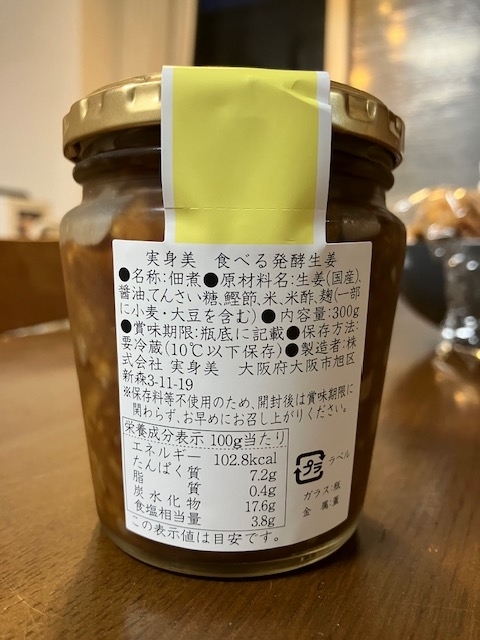 実身美　食べる発酵生姜
●名称:佃煮●原材料名:生姜(国産)、
醤油、てんさい糖、鰹節、米、米酢、麹(一部
に小麦・大豆を含む)●内容量:300g
●賞味期限:瓶底に記載●保存方法:
要冷蔵(10℃以下保存)●製造者:株
式会社 実身美　大阪府大阪市旭区
新森3-11-19
※保存料等不使用のため、開封後は賞味期限に
関わらず、お早めにお召し上がりください。
栄養成分表示 100g当たり
エネルギー 102.8kcal
たんぱく質 7.2g
脂質 0.4g
炭水化物 17.6g
食塩相当量 3.8g
この表示値は目安です。
プラ ラベル
ガラス:瓶
金属:蓋